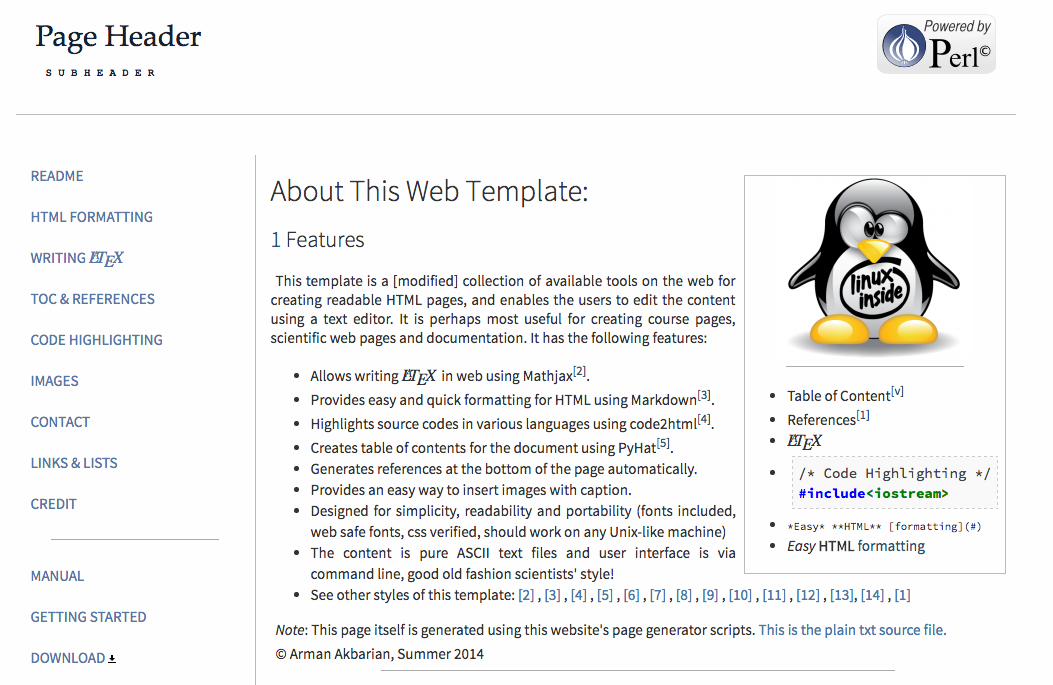 Page Header
SUBHEADER
Powered by
Perl©
README
HTML FORMATTING
WRITING LATEX
TOC & REFERENCES
CODE HIGHLIGHTING
IMAGES
CONTACT
LINKS & LISTS
CREDIT
MANUAL
GETTING STARTED
DOWNLOAD
About This Web Template:
1 Features
This template is a [modified] collection of available tools on the web for
creating readable HTML pages, and enables the users to edit the content
using a text editor. It is perhaps most useful for creating course pages,
scientific web pages and documentation. It has the following features:
• Allows writing LATEX in web using Mathjax[2].
• Provides easy and quick formatting for HTML using Markdown[3].
• Highlights source codes in various languages using code2html[4].
• Creates table of contents for the document using PyHat[5].
• Generates references at the bottom of the page automatically.
• Provides an easy way to insert images with caption.
• Designed for simplicity, readability and portability (fonts included,
web safe fonts, css verified, should work on any Unix-like machine)
• The content is pure ASCII text files and user interface is via
command line, good old fashion scientists' style!
• See other styles of this template: [2] , [3] , [4] , [5] , [6] , [7] , [8] , [9] , [10] , [11] , [12] , [13], [14] , [1]
Note: This page itself is generated using this website's page generator scripts. This is the plain txt source file.
© Arman Akbarian, Summer 2014
linux
inside
• Table of Content[v]
• References[1]
• LATEX
• /* Code Highlighting */
#include<iostream>
• *Easy* **HTML** [formatting](#)
• Easy HTML formatting